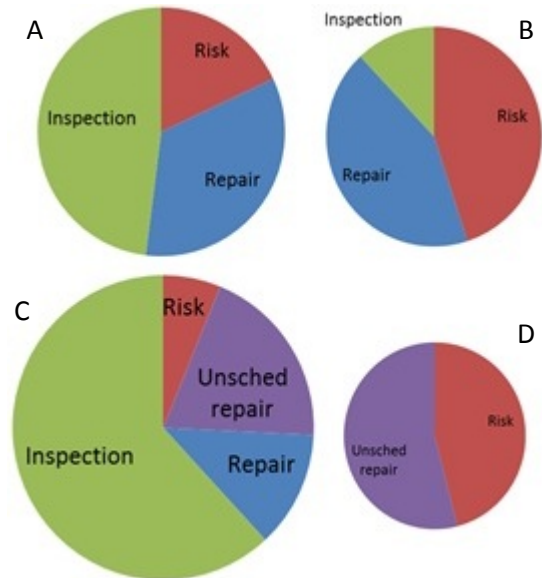 A
Risk
Inspection
Repair
Inspection
B
Risk
Repair
C
Risk
Unsched
repair
Inspection
Repair
D
Risk
Unsched
repair